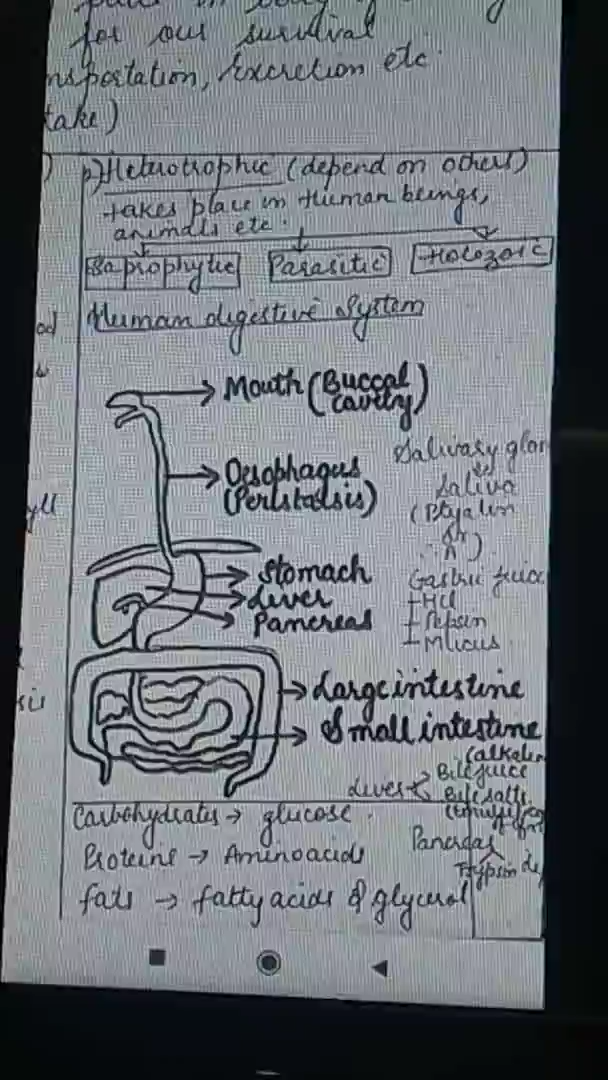 for our survival
nsportation, Excretion etc.
take)
b) Heterotrophic (depend on others)
takes place in Human beings,
animals etc.
Saprophytic Parasitic Holozoic
Human digestive System
Mouth (Buccal
cavity)
Oesophagus
(Peristalsis)
Salivary glan
Saliva
(Ptyalin
Stomach
Liver
Pancreas
Gastric juice
HCl
Pepsin
Mucus
Large intestine
Small intestine
(alkalin
Liver
Bile juice
Bile salts
Carbohydrates → glucose
Proteins → Aminoacids
fats → fatty acids & glycerol
Pancreas
Trypsin